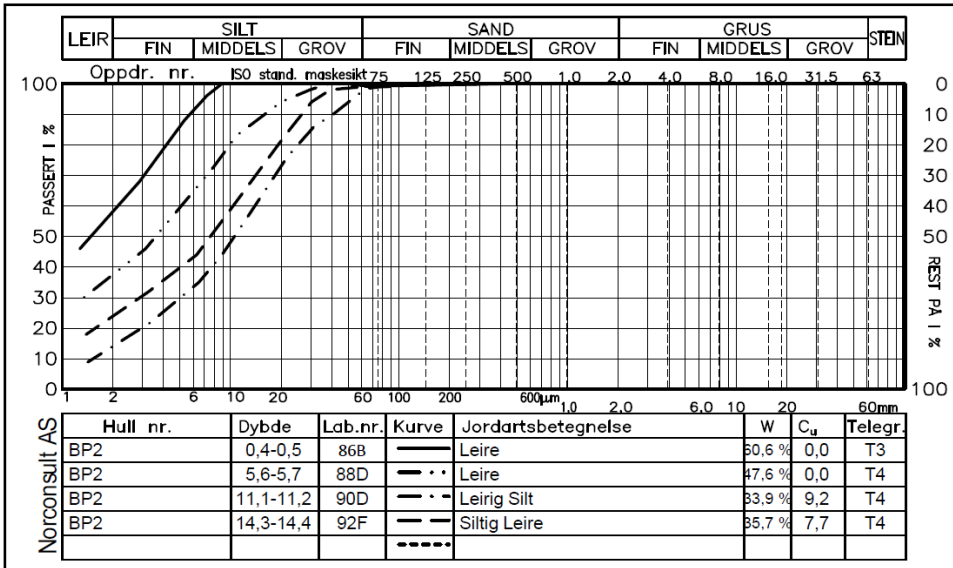 LEIR SILT SAND GRUS STEIN
FIN MIDDELS GROV FIN MIDDELS GROV FIN MIDDELS GROV
Oppdr. nr. ISO stand. maskesikt 75 125 250 500 1.0 2.0 4.0 8.0 16.0 31.5 63
100 0
10
20
30
40
50 50
40
30
20
10
0 100
PASSERT I %
REST PÅ I %
1 2 6 10 20 60 100 200 600µm
1,0 2,0 6,0 10 20 60mm
Norconsult AS
Hull nr. Dybde Lab.nr. Kurve Jordartsbetegnelse W Cu Telegr.
BP2 0,4-0,5 86B Leire 60,6 % 0,0 T3
BP2 5,6-5,7 88D Leire 47,6 % 0,0 T4
BP2 11,1-11,2 90D Leirig Silt 33,9 % 9,2 T4
BP2 14,3-14,4 92F Siltig Leire 35,7 % 7,7 T4